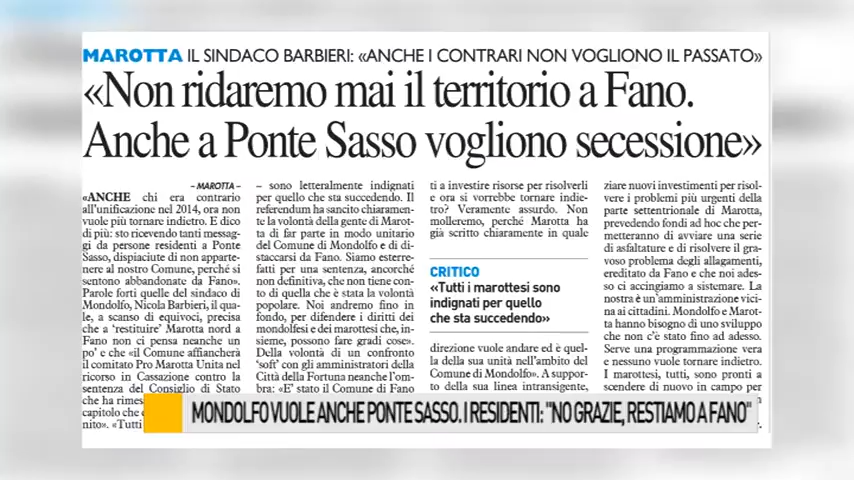 MAROTTA IL SINDACO BARBIERI: «ANCHE I CONTRARI NON VOGLIONO IL PASSATO»
«Non ridaremo mai il territorio a Fano.
Anche a Ponte Sasso vogliono secessione»
– MAROTTA –
«ANCHE chi era contrario
all'unificazione nel 2014, ora non
vuole più tornare indietro. E dico
di più: sto ricevendo tanti messag-
gi da persone residenti a Ponte
Sasso, dispiaciute di non apparte-
nere al nostro Comune, perché si
sentono abbandonate da Fano».
Parole forti quelle del sindaco di
Mondolfo, Nicola Barbieri, il qua-
le, a scanso di equivoci, precisa
che a 'restituire' Marotta nord a
Fano non ci pensa neanche un
po' e che «il Comune affiancherà
il comitato Pro Marotta Unita nel
ricorso in Cassazione contro la
sentenza del Consiglio di Stato
che ha rimes
capitolo che
nito». «Tutti
– sono letteralmente indignati
per quello che sta succedendo. Il
referendum ha sancito chiaramen-
te la volontà della gente di Marot-
ta di far parte in modo unitario
del Comune di Mondolfo e di di-
staccarsi da Fano. Siamo esterre-
fatti per una sentenza, ancorché
non definitiva, che non tiene con-
to di quella che è stata la volontà
popolare. Noi andremo fino in
fondo, per difendere i diritti dei
mondolfesi e dei marottesi che, in-
sieme, possono fare gradi cose».
Della volontà di un confronto
'soft' con gli amministratori della
Città della Fortuna neanche l'om-
bra: «E' stato il Comune di Fano
ti a investire risorse per risolverli
e ora si vorrebbe tornare indie-
tro? Veramente assurdo. Non
molleremo, perché Marotta ha
già scritto chiaramente in quale
CRITICO
«Tutti i marottesi sono
indignati per quello
che sta succedendo»
direzione vuole andare ed è quel-
la della sua unità nell'ambito del
Comune di Mondolfo». A suppor-
to della sua linea intransigente,
ziare nuovi investimenti per risol-
vere i problemi più urgenti della
parte settentrionale di Marotta,
prevedendo fondi ad hoc che per-
metteranno di avviare una serie
di asfaltature e di risolvere il gra-
voso problema degli allagamenti,
ereditato da Fano e che noi ades-
so ci accingiamo a sistemare. La
nostra è un'amministrazione vici-
na ai cittadini. Mondolfo e Marot-
ta hanno bisogno di uno sviluppo
che non c'è stato fino ad adesso.
Serve una programmazione vera
e nessuno vuole tornare indietro.
I marottesi, tutti, sono pronti a
scendere di nuovo in campo per
MONDOLFO VUOLE ANCHE PONTE SASSO. I RESIDENTI: "NO GRAZIE, RESTIAMO A FANO"